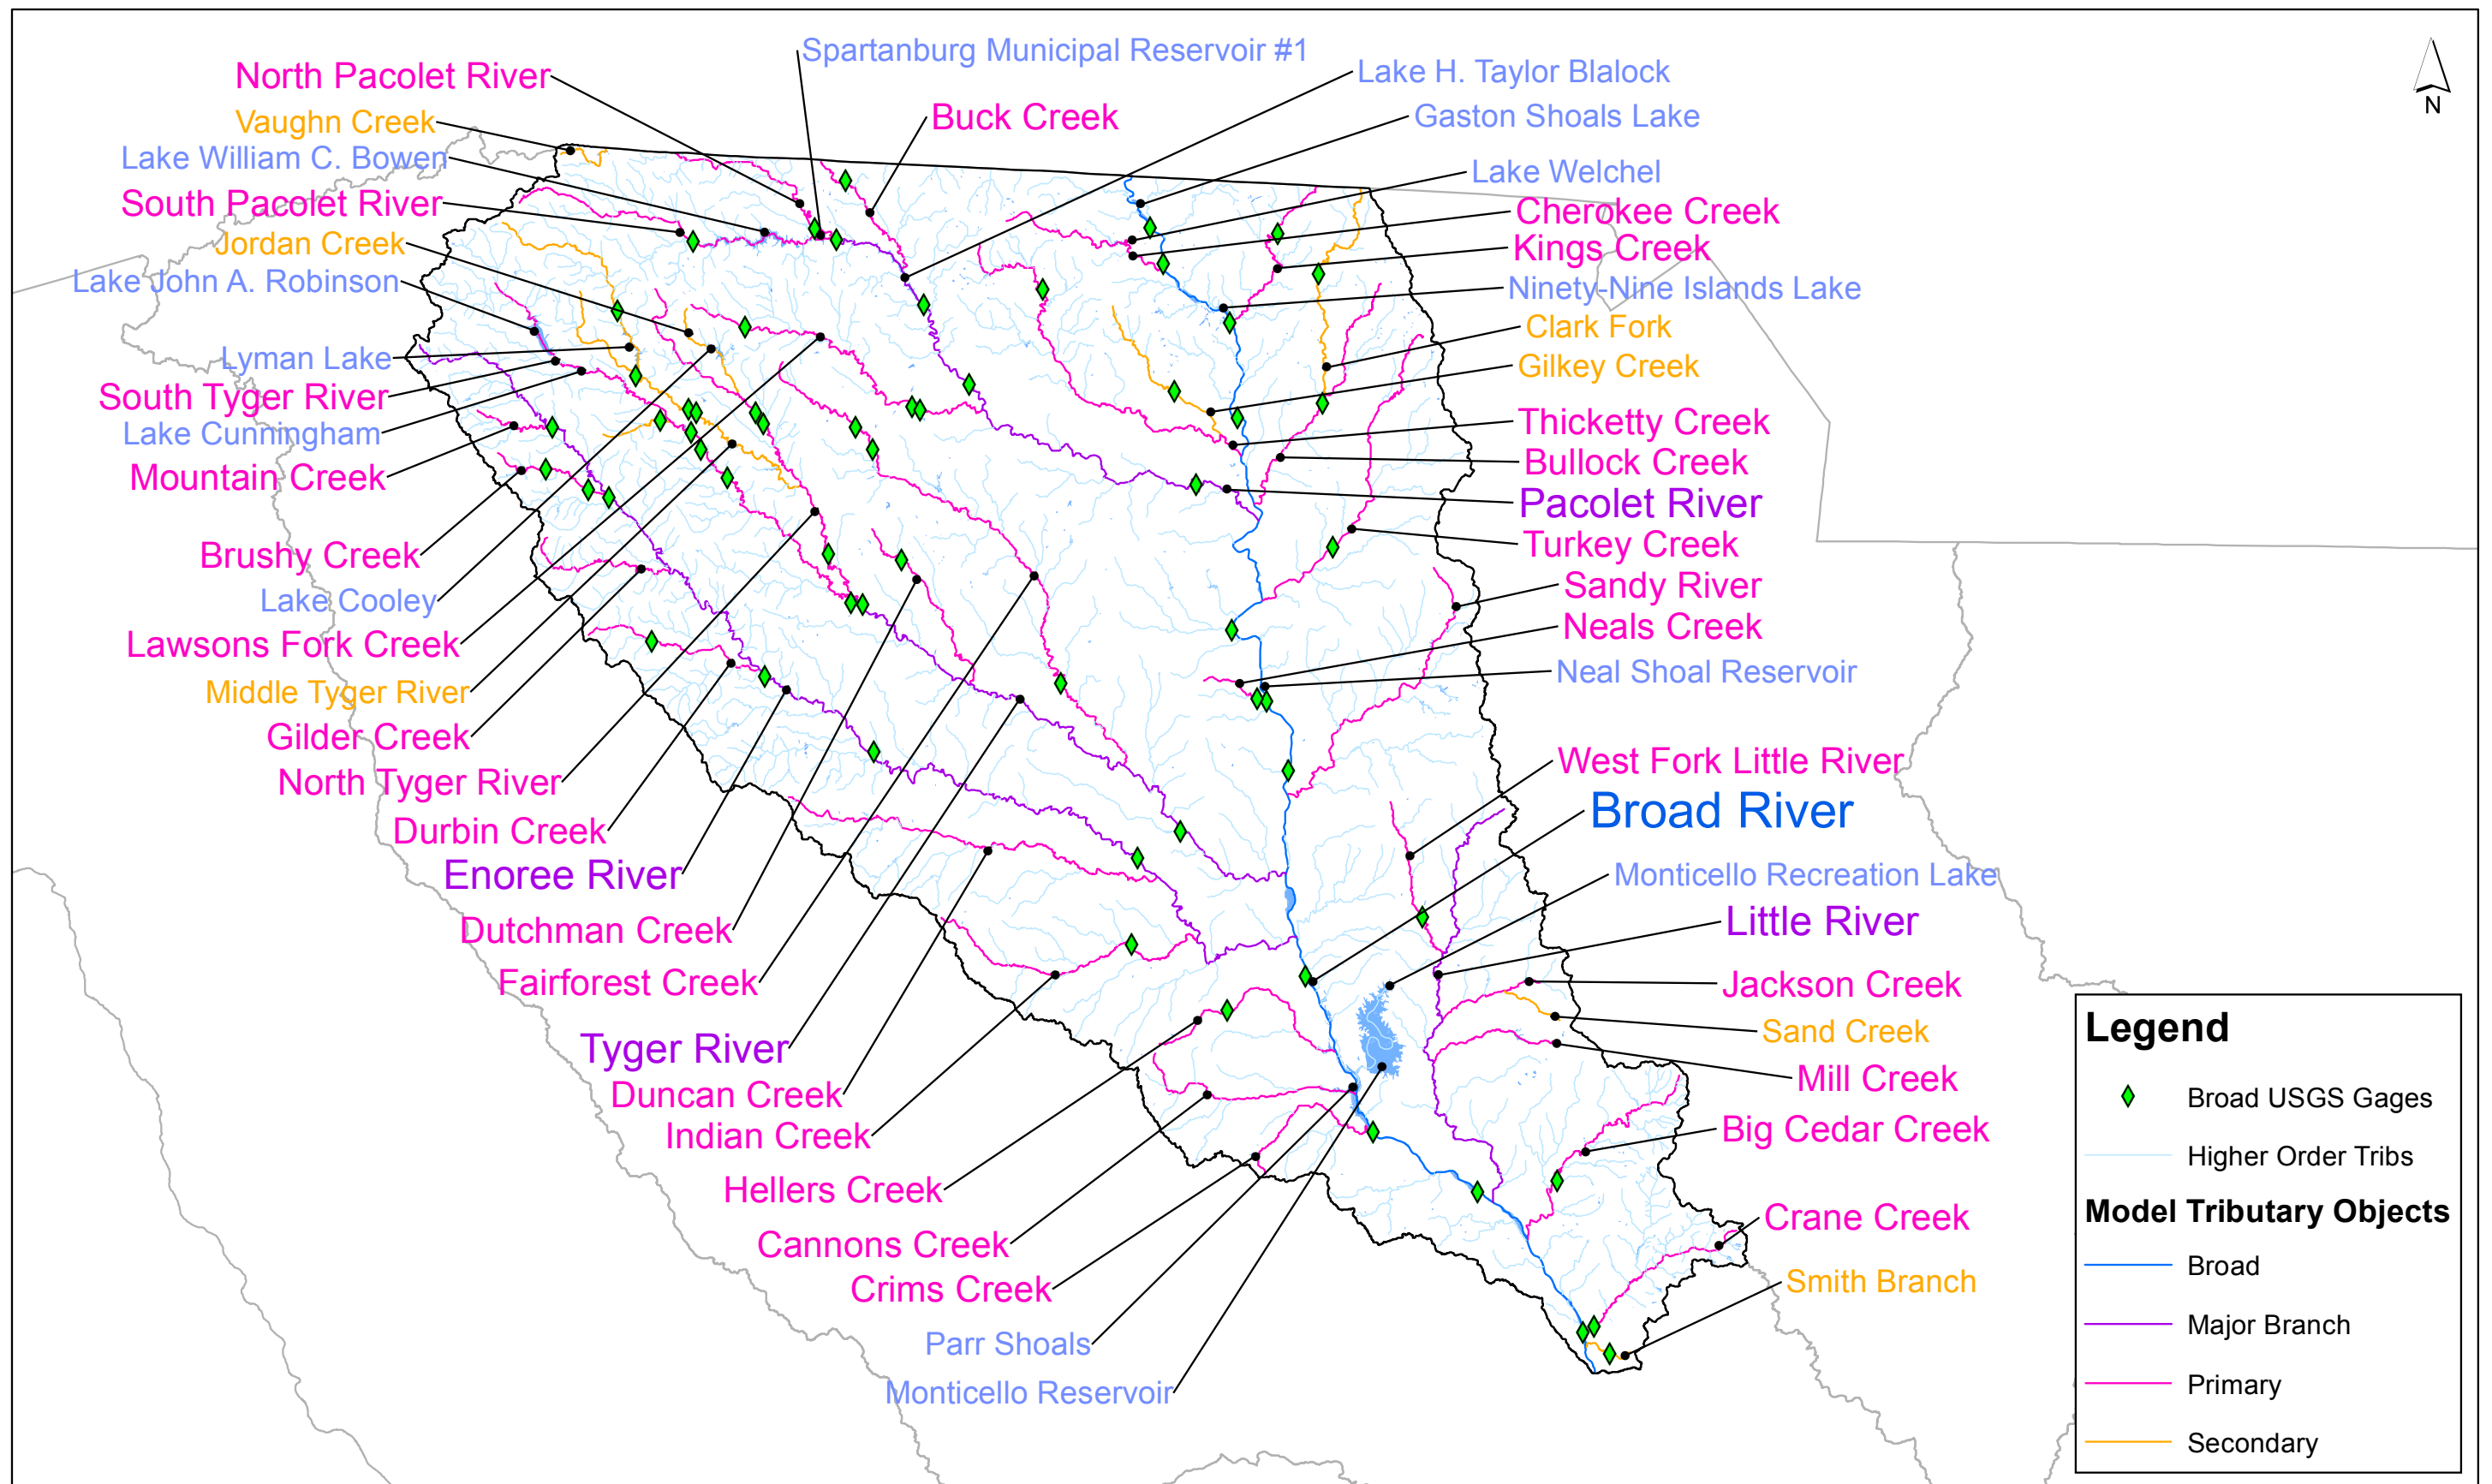 Spartanburg Municipal Reservoir #1
North Pacolet River
Lake H. Taylor Blalock
Vaughn Creek
Buck Creek
Gaston Shoals Lake
Lake William C. Bowen
Lake Welchel
South Pacolet River
Cherokee Creek
Jordan Creek
Kings Creek
Lake John A. Robinson
Ninety-Nine Islands Lake
Clark Fork
Lyman Lake
Gilkey Creek
South Tyger River
Thicketty Creek
Lake Cunningham
Bullock Creek
Mountain Creek
Pacolet River
Turkey Creek
Brushy Creek
Sandy River
Lake Cooley
Neals Creek
Lawsons Fork Creek
Neal Shoal Reservoir
Middle Tyger River
Gilder Creek
West Fork Little River
North Tyger River
Broad River
Durbin Creek
Enoree River
Monticello Recreation Lake
Dutchman Creek
Little River
Fairforest Creek
Jackson Creek
Sand Creek
Tyger River
Mill Creek
Duncan Creek
Big Cedar Creek
Indian Creek
Hellers Creek
Crane Creek
Cannons Creek
Smith Branch
Crims Creek
Parr Shoals
Monticello Reservoir
N
Legend
Broad USGS Gages
Higher Order Tribs
Model Tributary Objects
Broad
Major Branch
Primary
Secondary